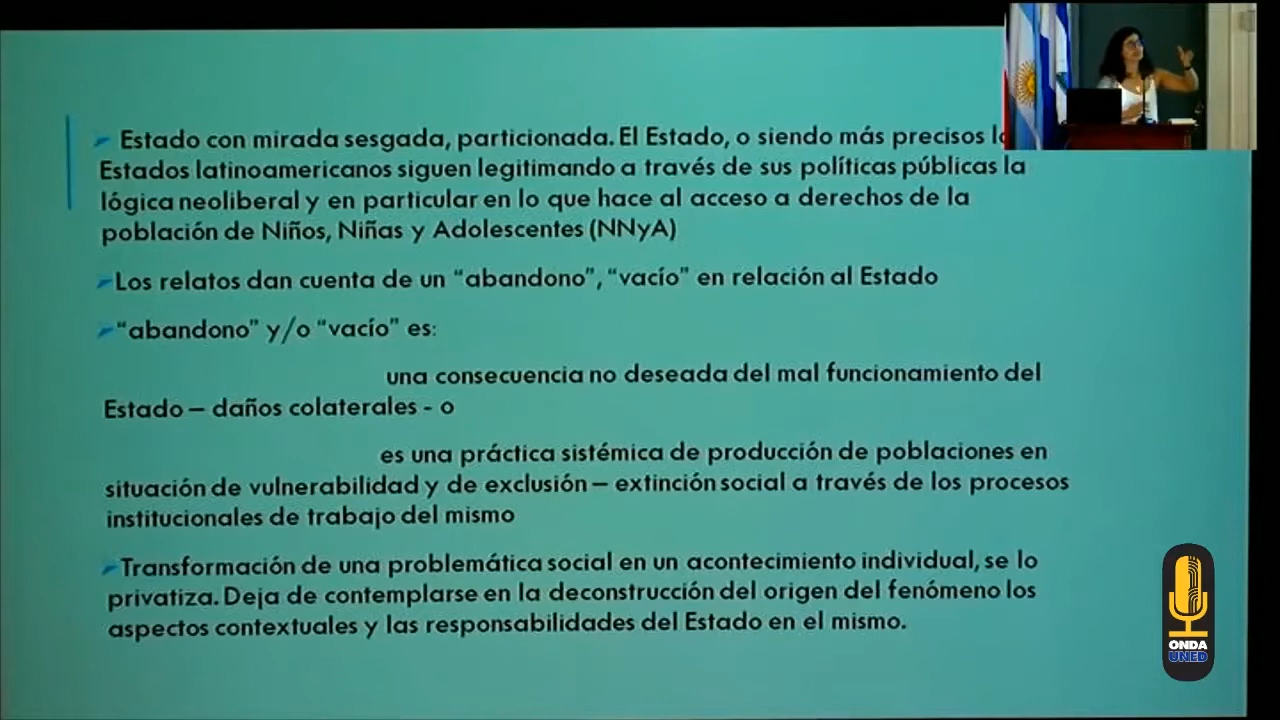 Estado con mirada sesgada, particionada. El Estado, o siendo más precisos
Estados latinoamericanos siguen legitimando a través de sus políticas públicas la
lógica neoliberal y en particular en lo que hace al acceso a derechos de la
población de Niños, Niñas y Adolescentes (NNyA)
Los relatos dan cuenta de un “abandono”, “vacío” en relación al Estado
“abandono” y/o “vacío” es:
una consecuencia no deseada del mal funcionamiento del
Estado – daños colaterales - o
es una práctica sistémica de producción de poblaciones en
situación de vulnerabilidad y de exclusión – extinción social a través de los procesos
institucionales de trabajo del mismo
Transformación de una problemática social en un acontecimiento individual, se lo
privatiza. Deja de contemplarse en la deconstrucción del origen del fenómeno los
aspectos contextuales y las responsabilidades del Estado en el mismo.
ONDA
UNED